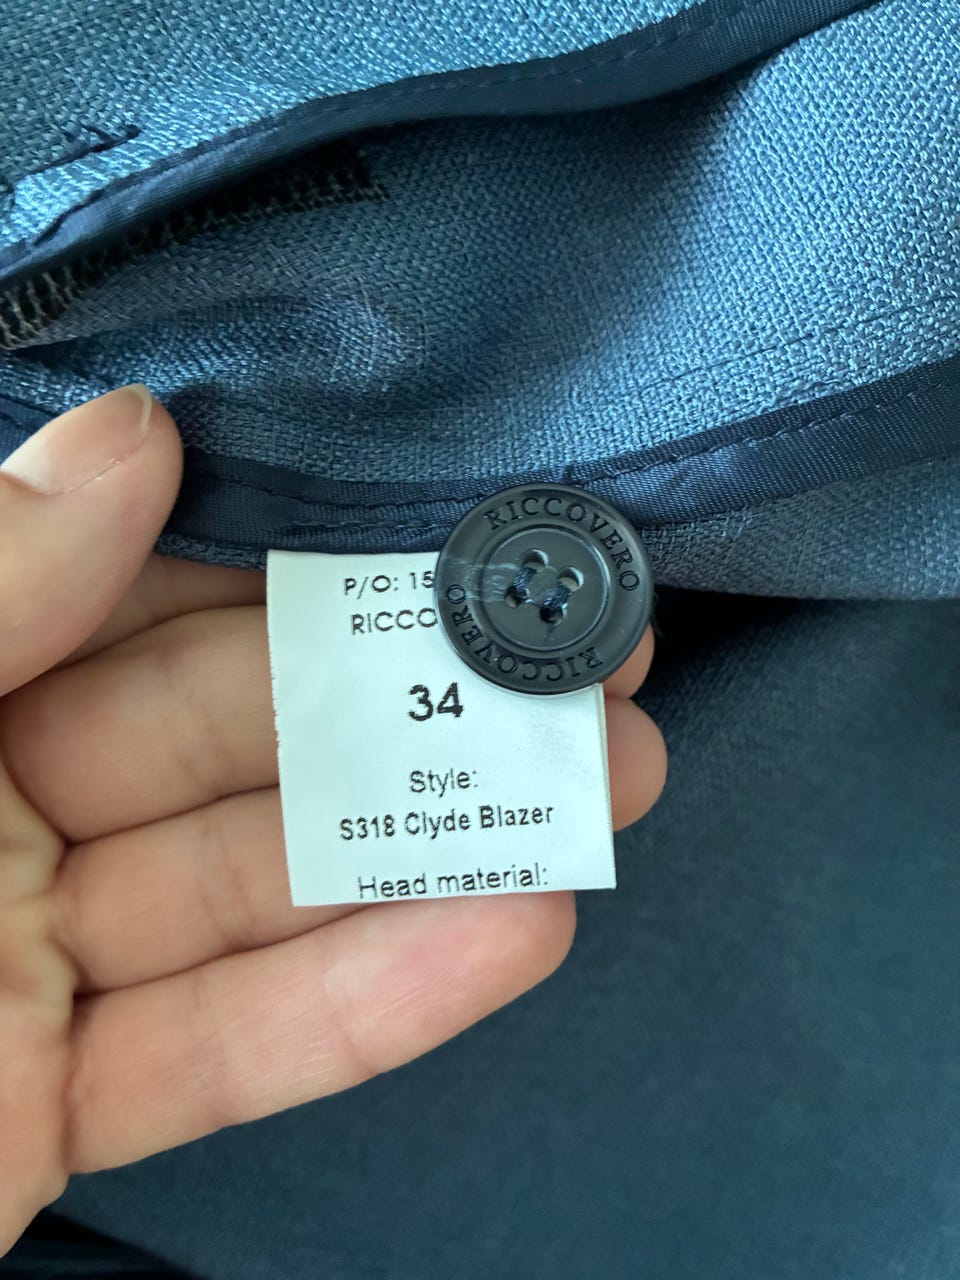 P/O: 15
RICCO
34
Style:
S318 Clyde Blazer
Head material:
RICCOVERO
RICCOVERO